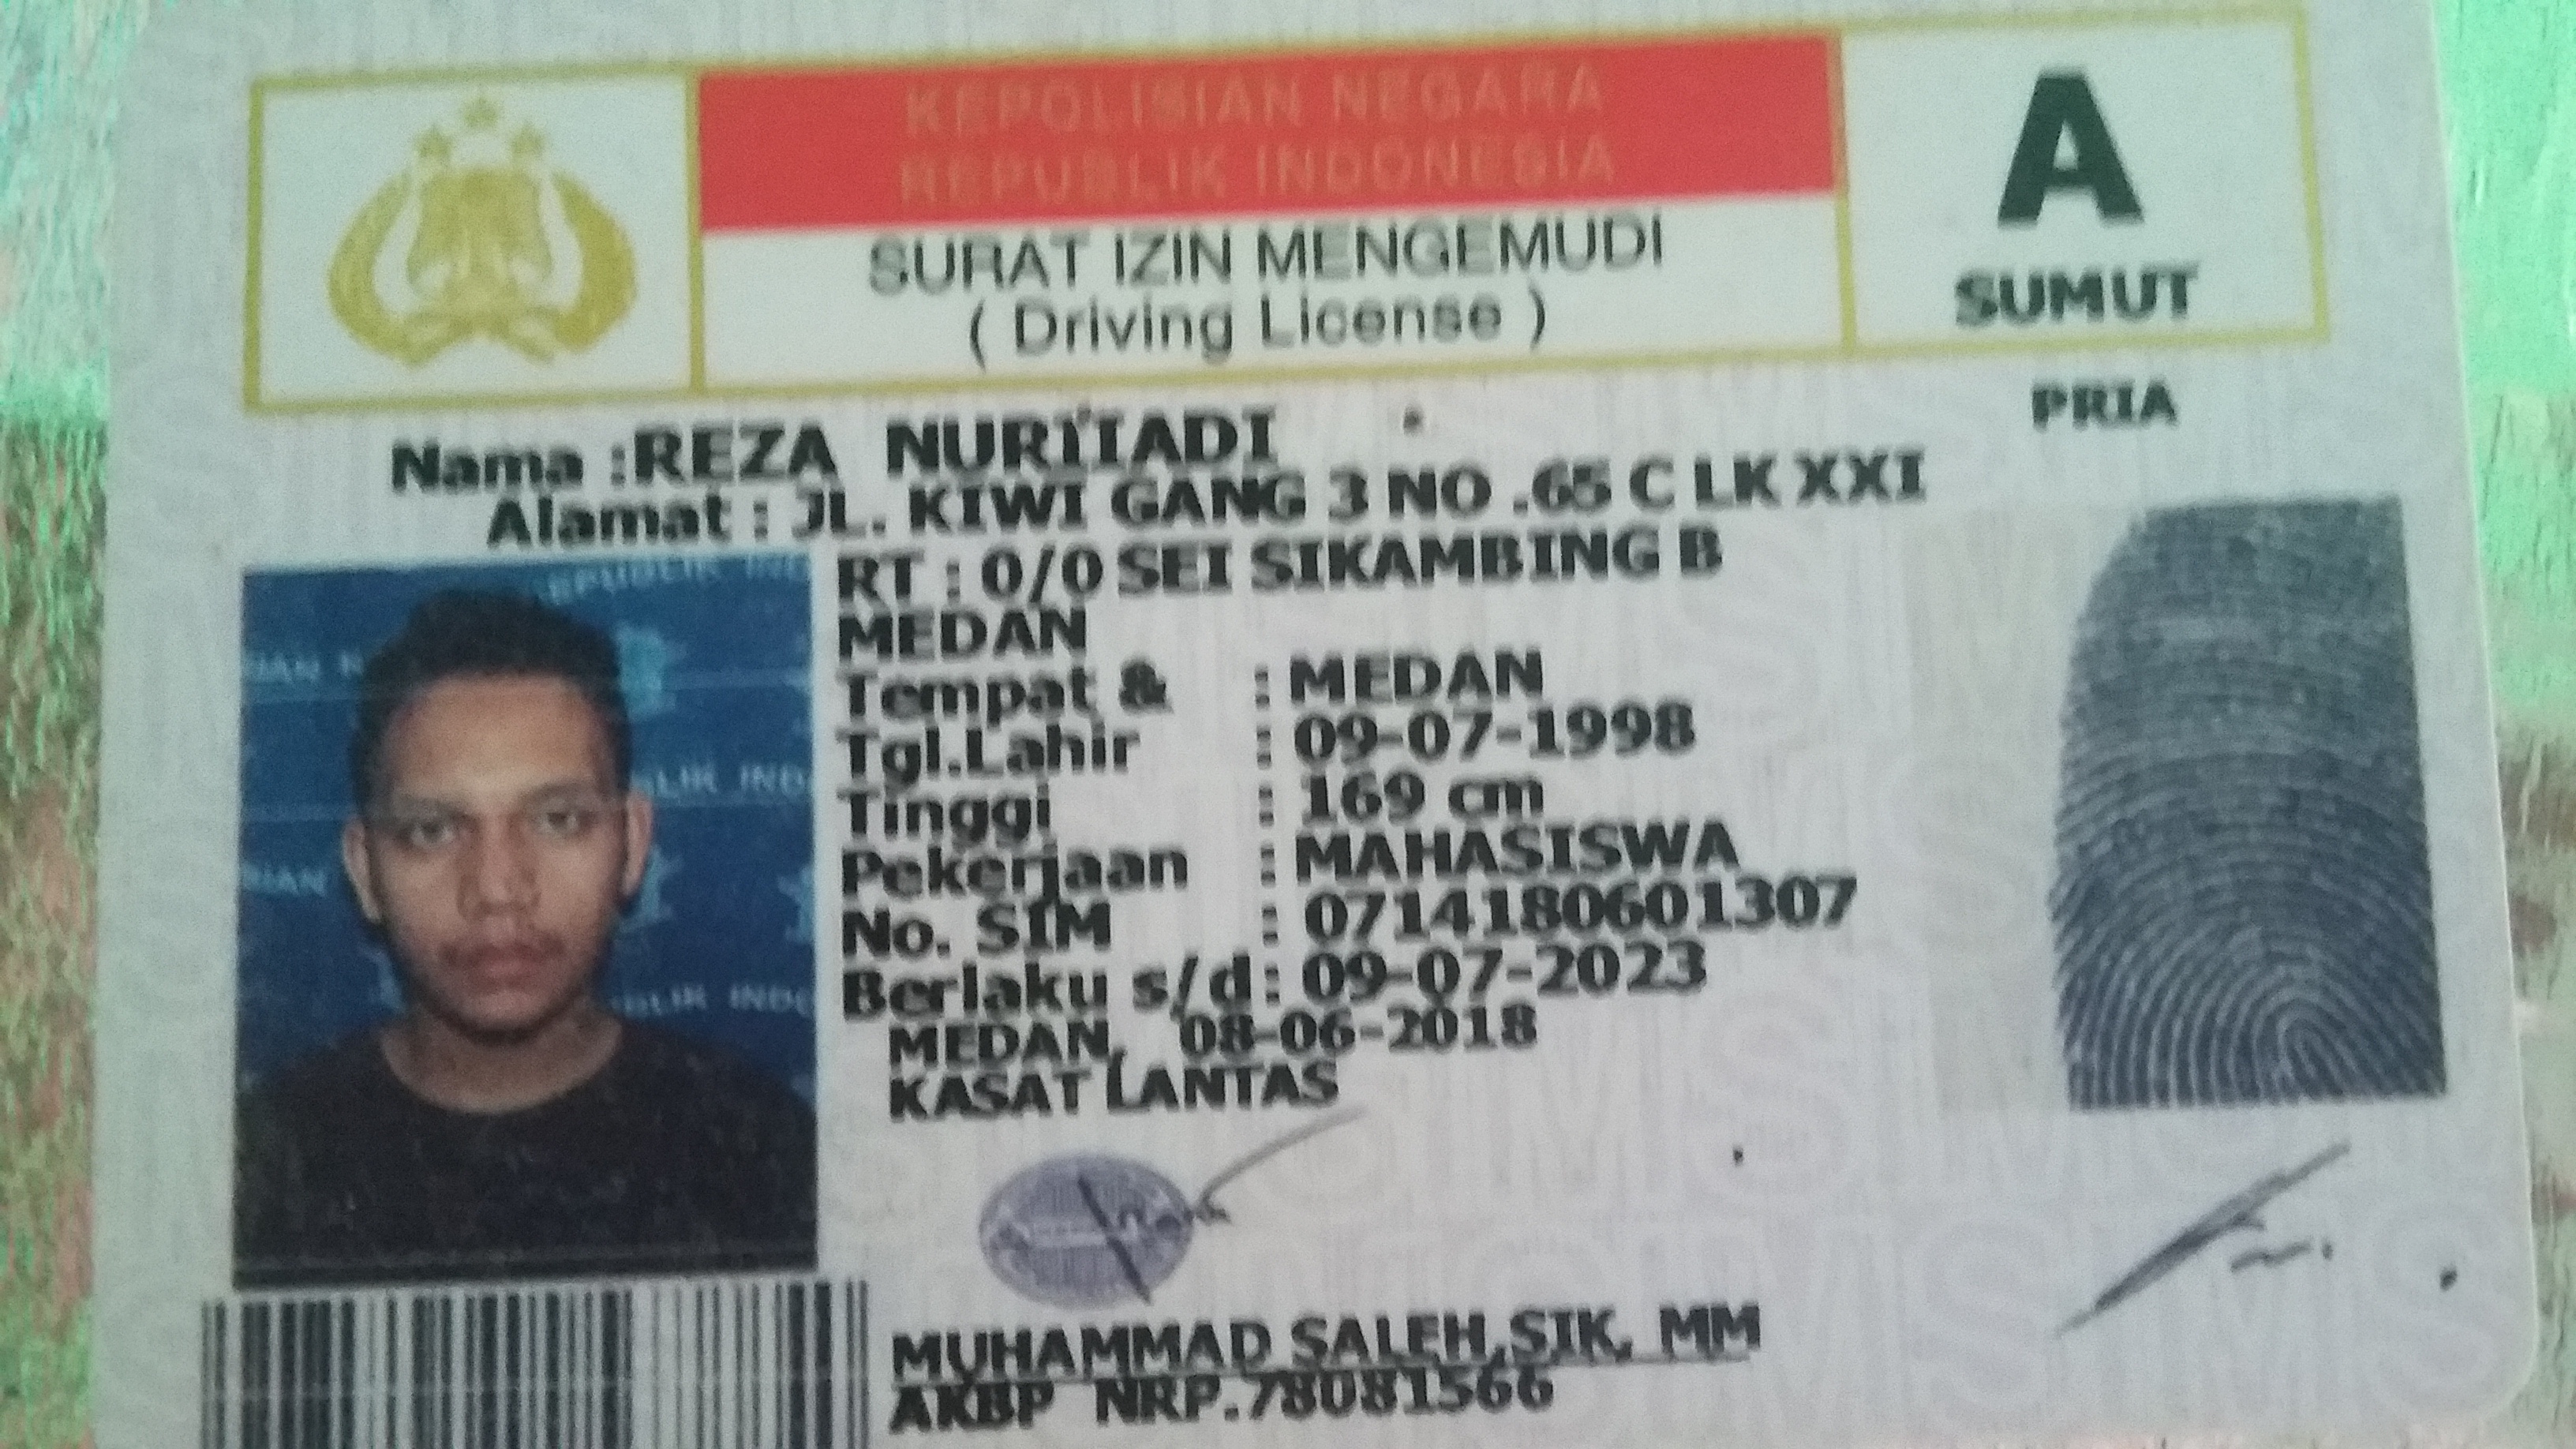 KEPOLISIAN NEGARA
REPUBLIK INDONESIA
SURAT IZIN MENGEMUDI
( Driving License )
A
SUMUT
PRIA
Nama : REZA NURITADI
Alamat : JL. KIWI GANG 3 NO .65 C LK XXI
RT : 0/0 SEI SIKAMBING B
MEDAN
Tempat & : MEDAN
Tgl.Lahir : 09-07-1998
Tinggi : 169 cm
Pekerjaan : MAHASISWA
No. SIM : 0714180601307
Berlaku s/d : 09-07-2023
MEDAN 08-06-2018
KASAT LANTAS
MUHAMMAD SALEH,SIK, MM
AKBP NRP.78081566